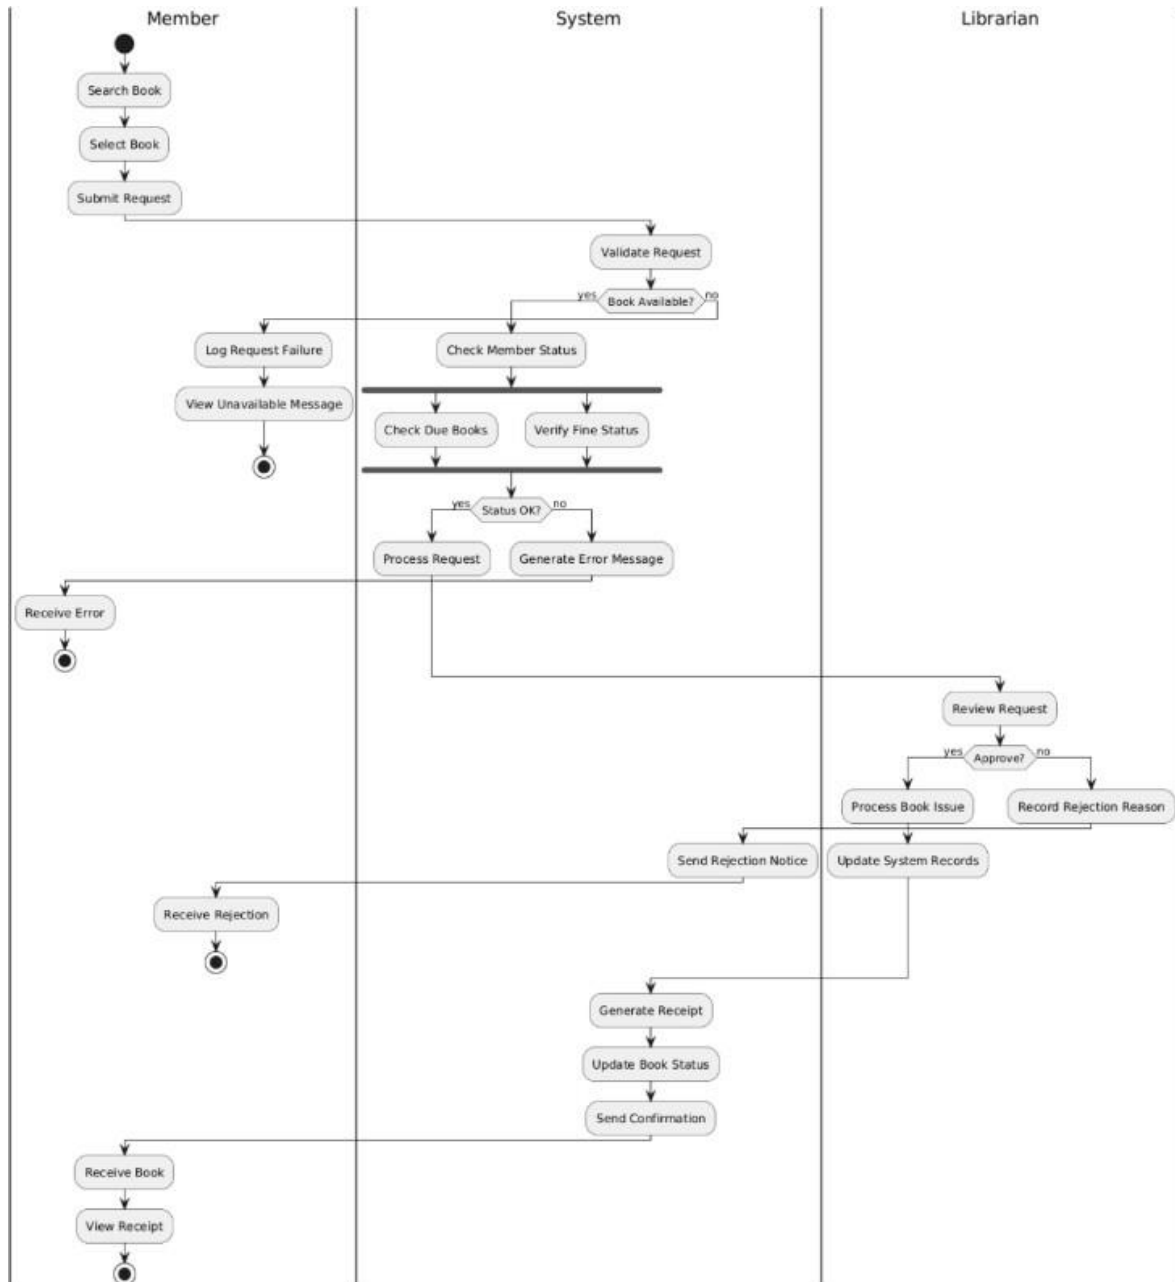 Member
System
Librarian
Search Book
Select Book
Submit Request
Validate Request
yes
Book Available?
no
Log Request Failure
Check Member Status
View Unavailable Message
Check Due Books
Verify Fine Status
yes
Status OK?
no
Process Request
Generate Error Message
Receive Error
Review Request
yes
Approve?
no
Process Book Issue
Record Rejection Reason
Send Rejection Notice
Update System Records
Receive Rejection
Generate Receipt
Update Book Status
Send Confirmation
Receive Book
View Receipt